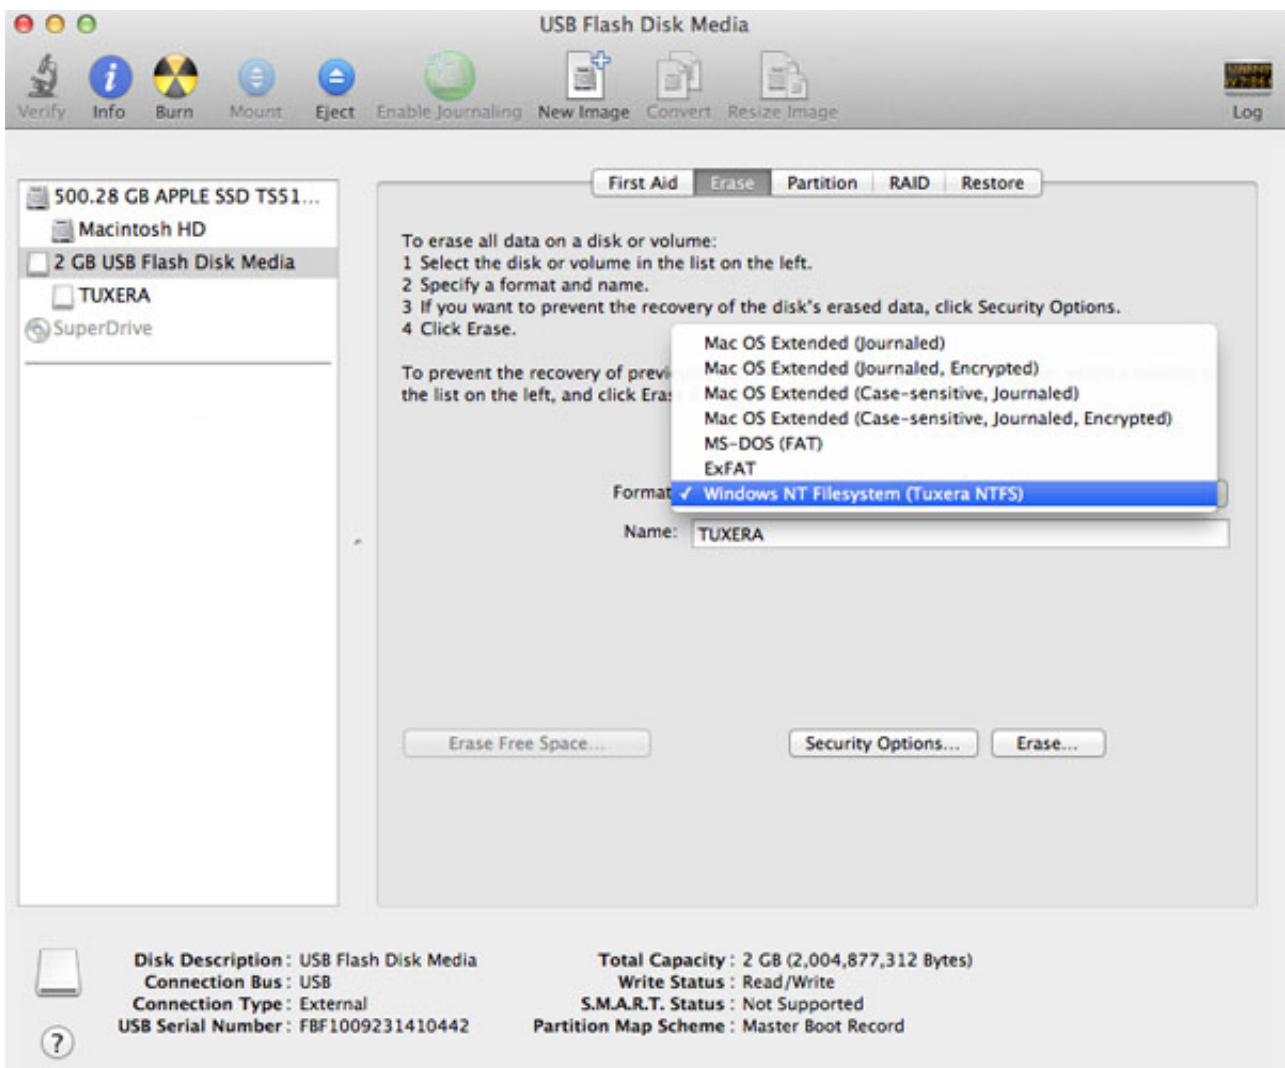 USB Flash Disk Media
Verify Info Burn Mount Eject Enable Journaling New Image Convert Resize Image Log
500.28 GB APPLE SSD TS51...
Macintosh HD
2 GB USB Flash Disk Media
TUXERA
SuperDrive
First Aid Erase Partition RAID Restore
To erase all data on a disk or volume:
1 Select the disk or volume in the list on the left.
2 Specify a format and name.
3 If you want to prevent the recovery of the disk's erased data, click Security Options.
4 Click Erase.
To prevent the recovery of
the list on the left, and click
Mac OS Extended (Journaled)
Mac OS Extended (Journaled, Encrypted)
Mac OS Extended (Case-sensitive, Journaled)
Mac OS Extended (Case-sensitive, Journaled, Encrypted)
MS-DOS (FAT)
ExFAT
Format ✓ Windows NT Filesystem (Tuxera NTFS)
Name: TUXERA
Erase Free Space... Security Options... Erase...
Disk Description : USB Flash Disk Media
Connection Bus : USB
Connection Type : External
USB Serial Number : FBF1009231410442
Total Capacity : 2 GB (2,004,877,312 Bytes)
Write Status : Read/Write
S.M.A.R.T. Status : Not Supported
Partition Map Scheme : Master Boot Record
?